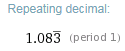 Repeating decimal:
1.083̅ (period 1)